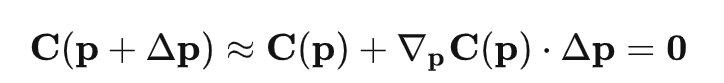 C(p + Δp) ≈ C(p) + ∇ₚC(p) · Δp = 0